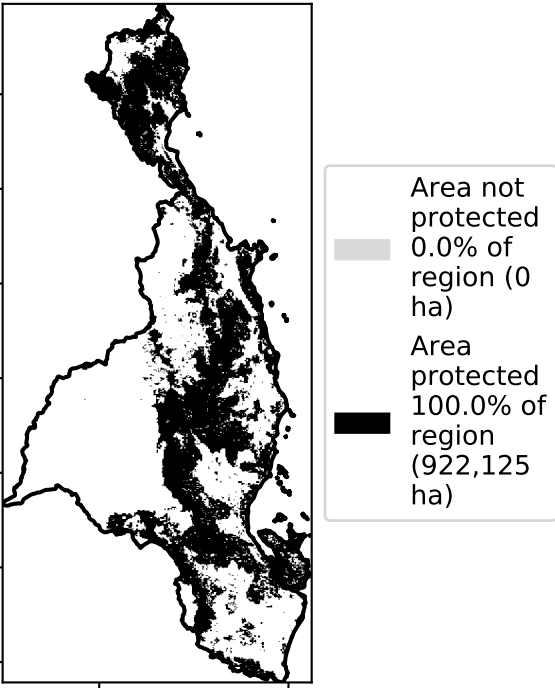 Area not
protected
0.0% of
region (0
ha)
Area
protected
100.0% of
region
(922,125
ha)